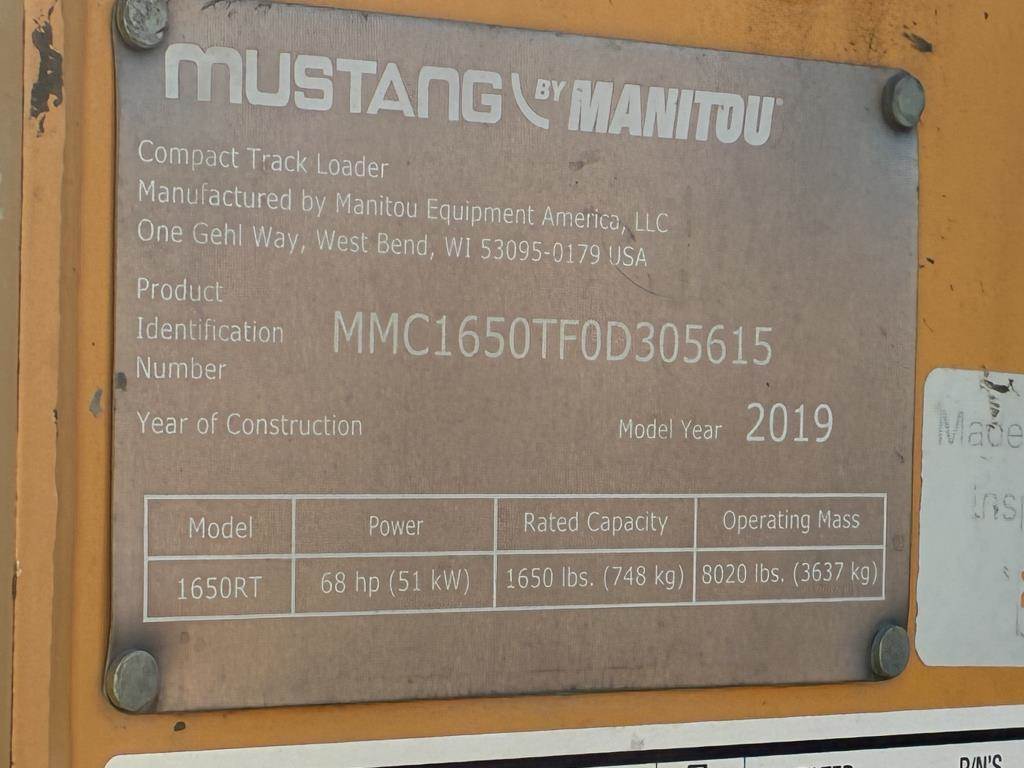 MUSTANG BY MANITOU
Compact Track Loader
Manufactured by Manitou Equipment America, LLC
One Gehl Way, West Bend, WI 53095-0179 USA
Product
Identification
Number
MMC1650TF0D305615
Year of Construction
Model Year 2019
Model Power Rated Capacity Operating Mass
1650RT 68 hp (51 kW) 1650 lbs. (748 kg) 8020 lbs. (3637 kg)
Made
P/N'S